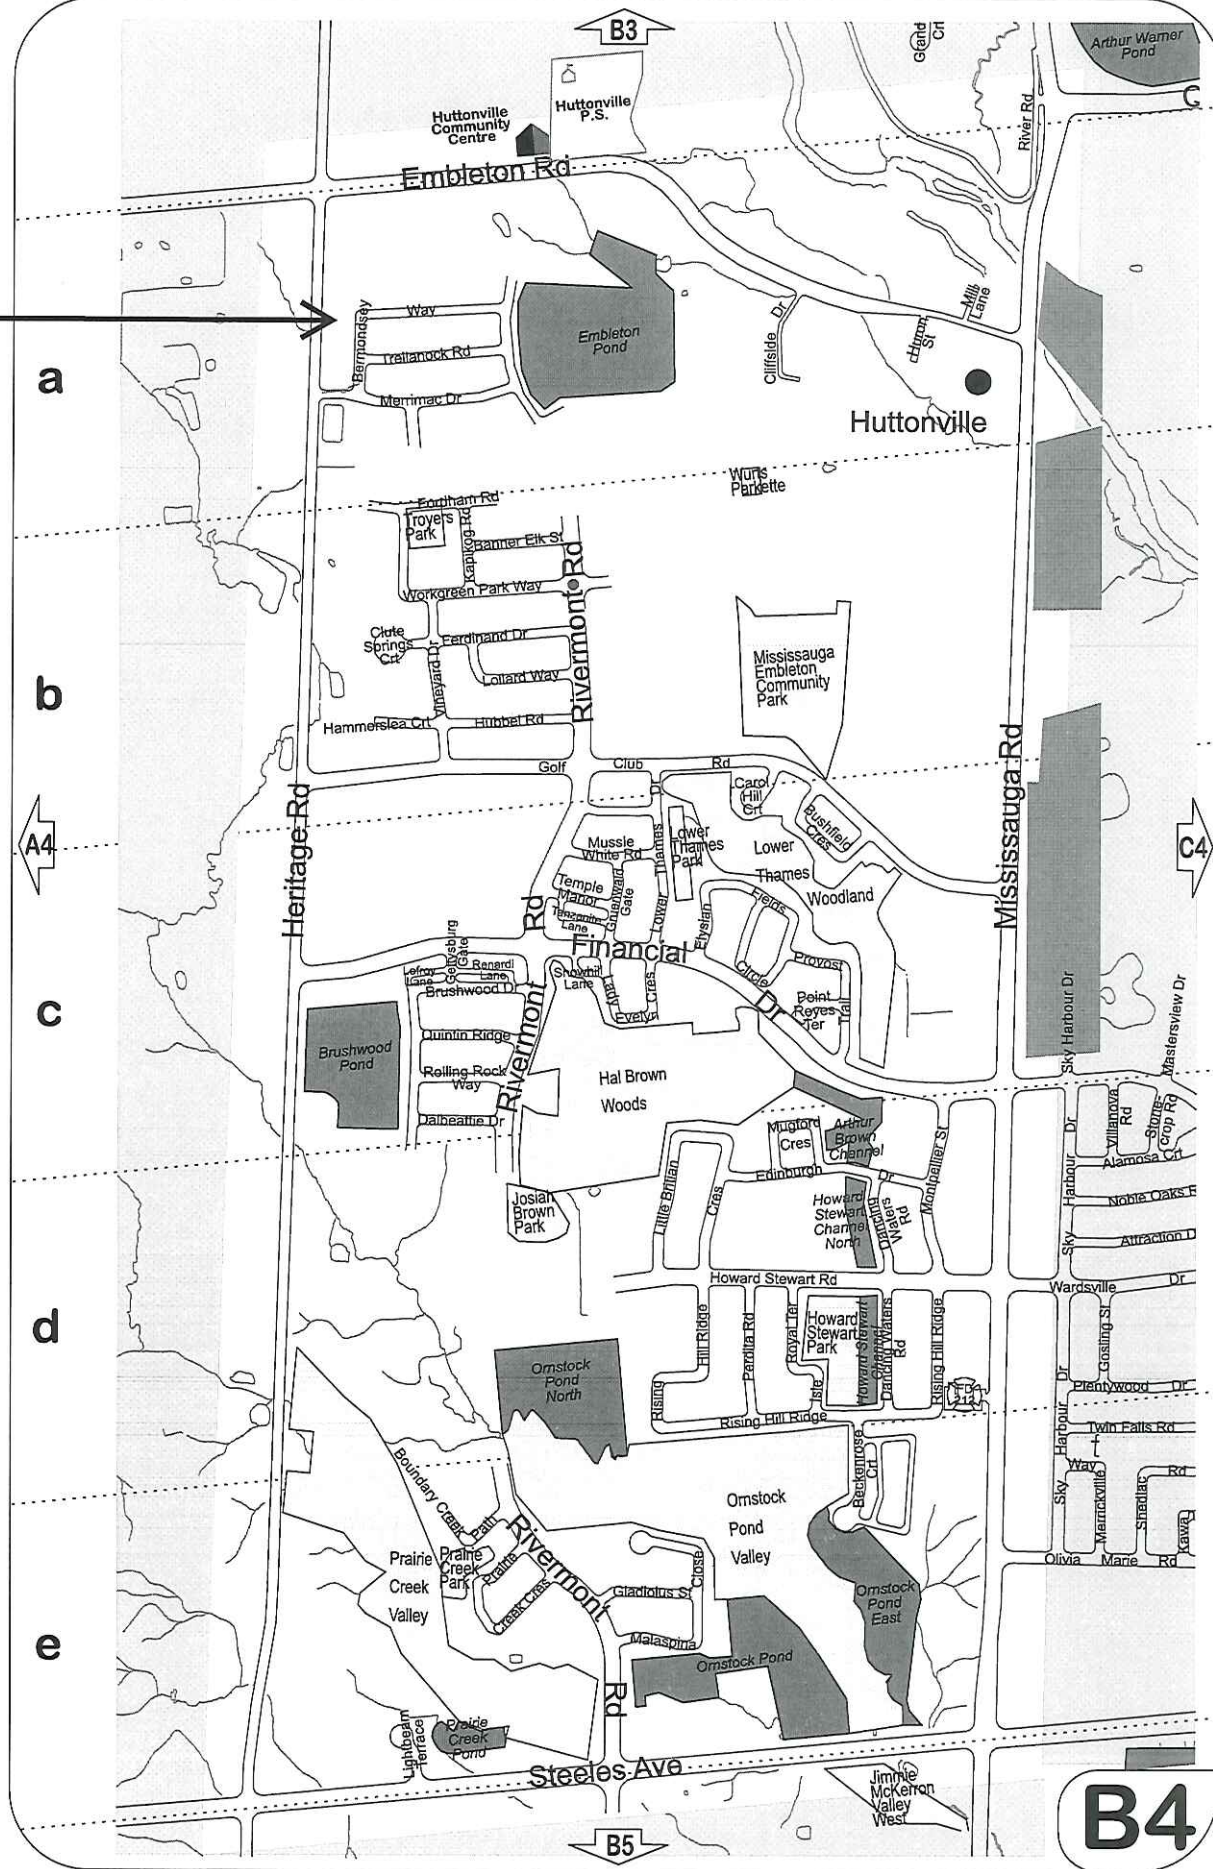 B3
Grand
Crt
Arthur Warner
Pond
C
River Rd
Huttonville
Community
Centre
Huttonville
P.S.
Embleton Rd
Mill
Lane
Huron
St
Cliffside Dr
Embleton
Pond
Bermondsey
Way
Trellanock Rd
Merrimac Dr
a
Huttonville
Wurls
Parkette
Fordham Rd
Troyers
Park
Kapikog Rd
Banner Elk St
Workgreen Park Way
Rivermont Rd
Clute
Springs
Crt
Ferdinand Dr
Vineyard Dr
Lollard Way
Hammerslea Crt
Hubbel Rd
b
Mississauga
Embleton
Community
Park
Mississauga Rd
Golf Club Rd
Carol
Hill
Crt
Bushfield
Cres
Heritage Rd
A4
C4
Mussle
White Rd
Lower Thames Dr
Lower
Thames
Park
Lower
Thames
Woodland
Temple
Manor
Gruenwald
Gate
Tanzanite
Lane
Rd
Financial
Dr
Elysian
Fields
Circle
Provost
Trail
Point
Reyes
Ter
Gettysburg
Gate
Lefroy
Lane
Renardi
Lane
Brushwood Dr
Snowhill
Lane
Lady
Evelyn
Cres
c
Brushwood
Pond
Quintin Ridge
Rolling Rock
Way
Dalbeattie Dr
Rivermont
Hal Brown
Woods
Sky Harbour Dr
Mastersview Dr
Mugford
Cres
Arthur
Brown
Channel
Montpellier St
Villanova
Rd
Stone-
crop Rd
Alamosa Crt
Edinburgh Dr
Little Britian
Cres
Josiah
Brown
Park
Howard
Stewart
Channel
North
Dancing
Waters
Rd
Sky Harbour Dr
Noble Oaks R
Attraction D
Howard Stewart Rd
Wardsville Dr
d
Hill Ridge
Perdita Rd
Royal Ter
Howard
Stewart
Park
Howard Stewart
Channel
Dancing Waters
Rd
Rising Hill Ridge
Gosling St
Ornstock
Pond
North
Rising
Isle
F.D.
212
Plentywood Dr
Rising Hill Ridge
Sky Harbour Dr
Twin Falls Rd
Way
Merrickville
Shediac
Rd
Kawa
Beckenrose
Crt
Boundary Creek
Path
Ornstock
Pond
Valley
Rivermont
Prairie
Creek
Valley
Prairie
Creek
Park
Prairie
Creek Cres
Close
Gladiolus St
Malaspina
Ornstock
Pond
East
Olivia Marie Rd
e
Ornstock Pond
Rd
Lightbeam
Terrace
Prairie
Creek
Pond
Steeles Ave
Jimmie
McKerron
Valley
West
B4
B5